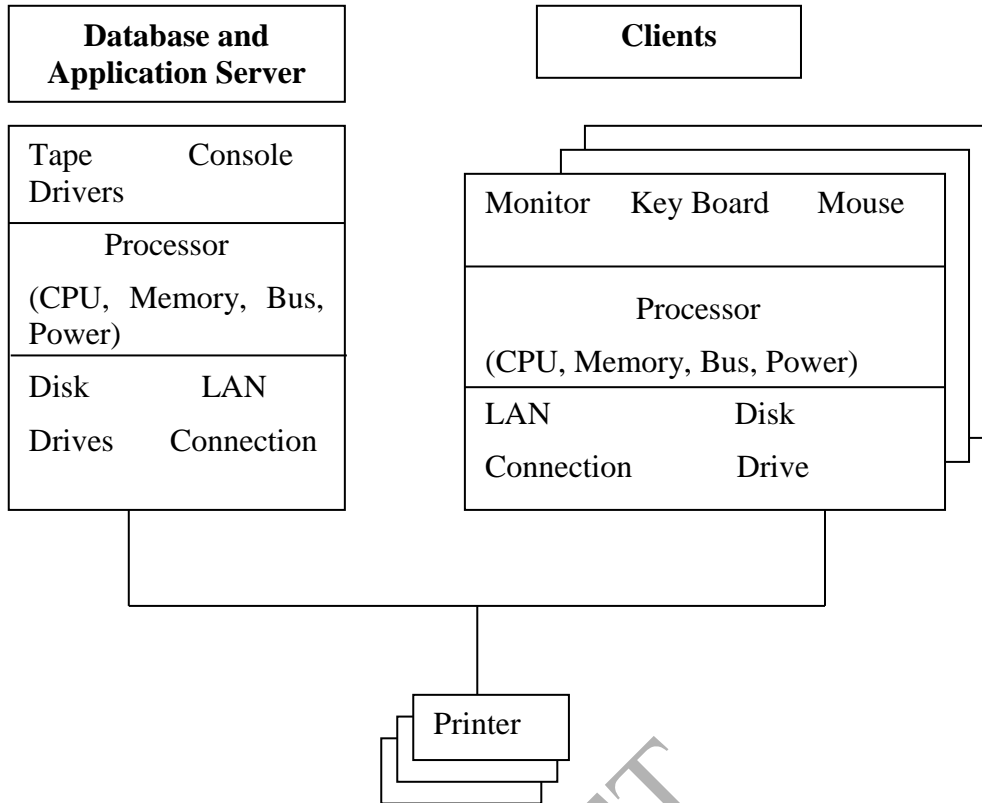 Database and
Application Server
Clients
Tape Console
Drivers
Processor
(CPU, Memory, Bus,
Power)
Disk LAN
Drives Connection
Monitor Key Board Mouse
Processor
(CPU, Memory, Bus, Power)
LAN Disk
Connection Drive
Printer